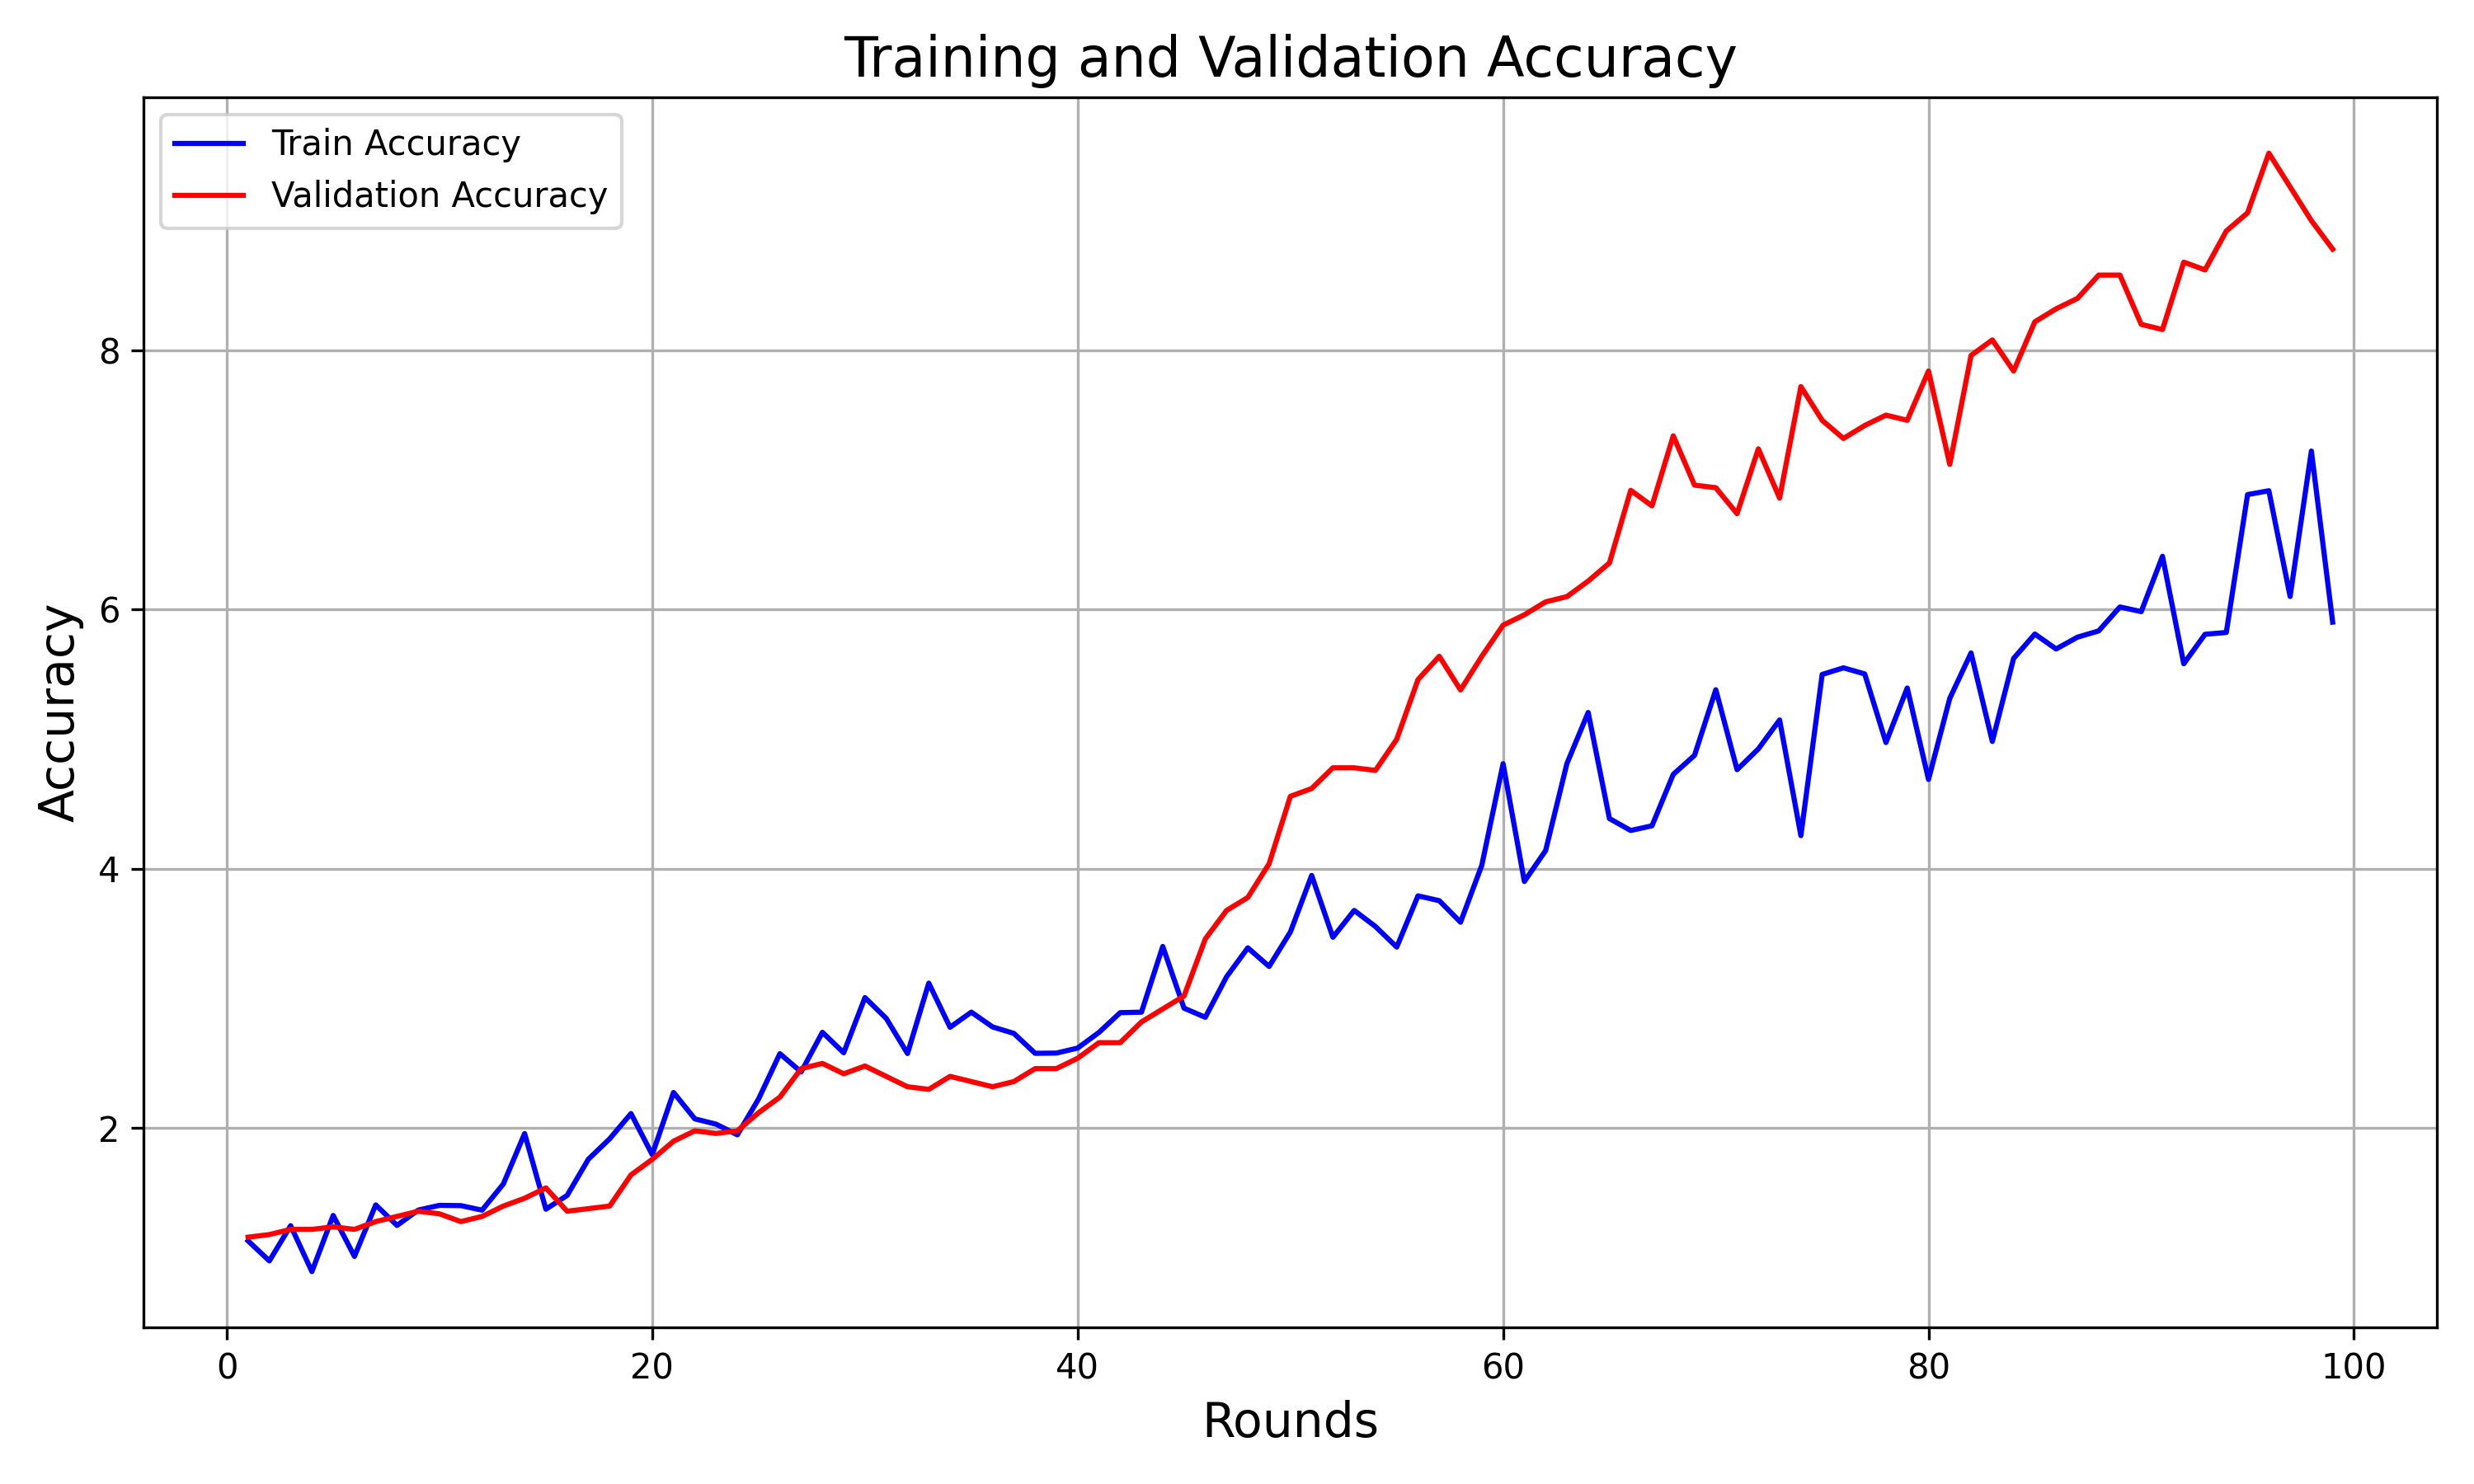 Training and Validation Accuracy
Train Accuracy
Validation Accuracy
Accuracy
8
6
4
2
0 20 40 60 80 100
Rounds